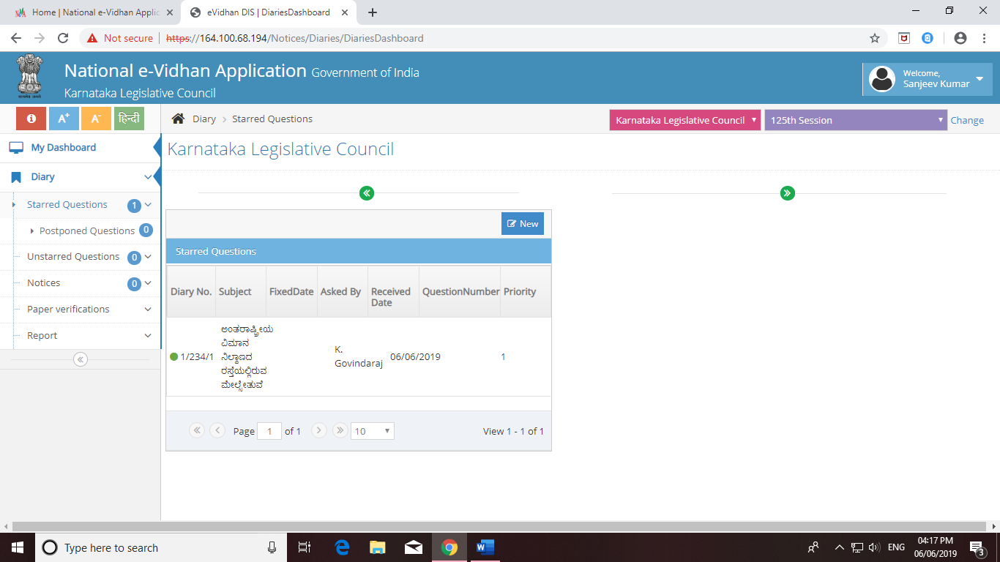 Home | National e-Vidhan Applic
eVidhan DIS | DiariesDashboard
Not secure
https://164.100.68.194/Notices/Diaries/DiariesDashboard
National e-Vidhan Application Government of India
Karnataka Legislative Council
Welcome,
Sanjeev Kumar
A+
A-
हिन्दी
Diary
Starred Questions
Karnataka Legislative Council
125th Session
Change
My Dashboard
Diary
Starred Questions 1
Postponed Questions 0
Unstarred Questions 0
Notices 0
Paper verifications
Report
Karnataka Legislative Council
New
Starred Questions
Diary No. Subject FixedDate Asked By Received Date QuestionNumber Priority
1/234/1
ಅಂತರಾಷ್ಟ್ರೀಯ
ವಿಮಾನ
ನಿಲ್ದಾಣದ
ರಸ್ತೆಯಲ್ಲಿರುವ
ಮೇಲ್ಸೇತುವೆ
K.
Govindaraj
06/06/2019
1
Page 1 of 1
10
View 1 - 1 of 1
Type here to search
ENG
04:17 PM
06/06/2019
3